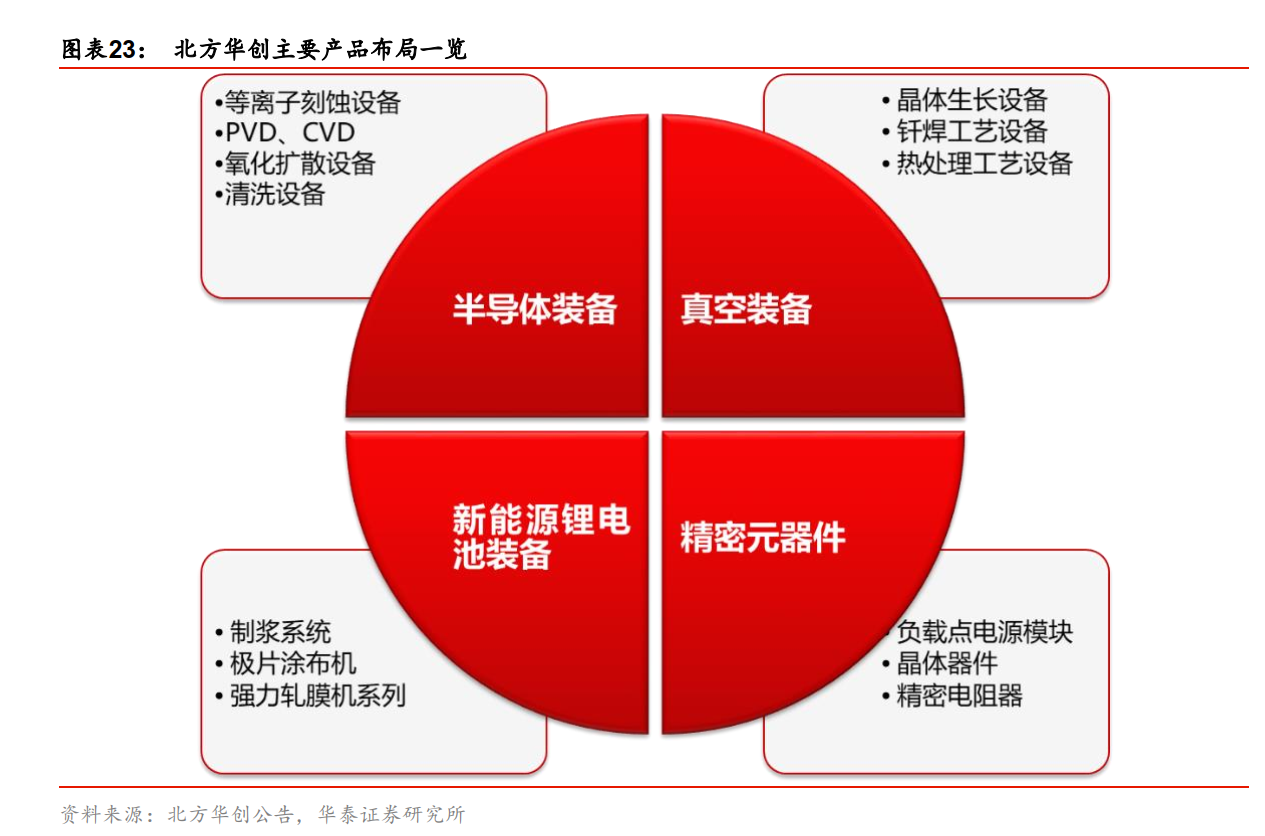 图表23： 北方华创主要产品布局一览
•等离子刻蚀设备
•PVD、CVD
•氧化扩散设备
•清洗设备
• 晶体生长设备
• 钎焊工艺设备
• 热处理工艺设备
半导体装备
真空装备
新能源锂电
池装备
精密元器件
• 制浆系统
• 极片涂布机
• 强力轧膜机系列
• 负载点电源模块
• 晶体器件
• 精密电阻器
资料来源：北方华创公告，华泰证券研究所